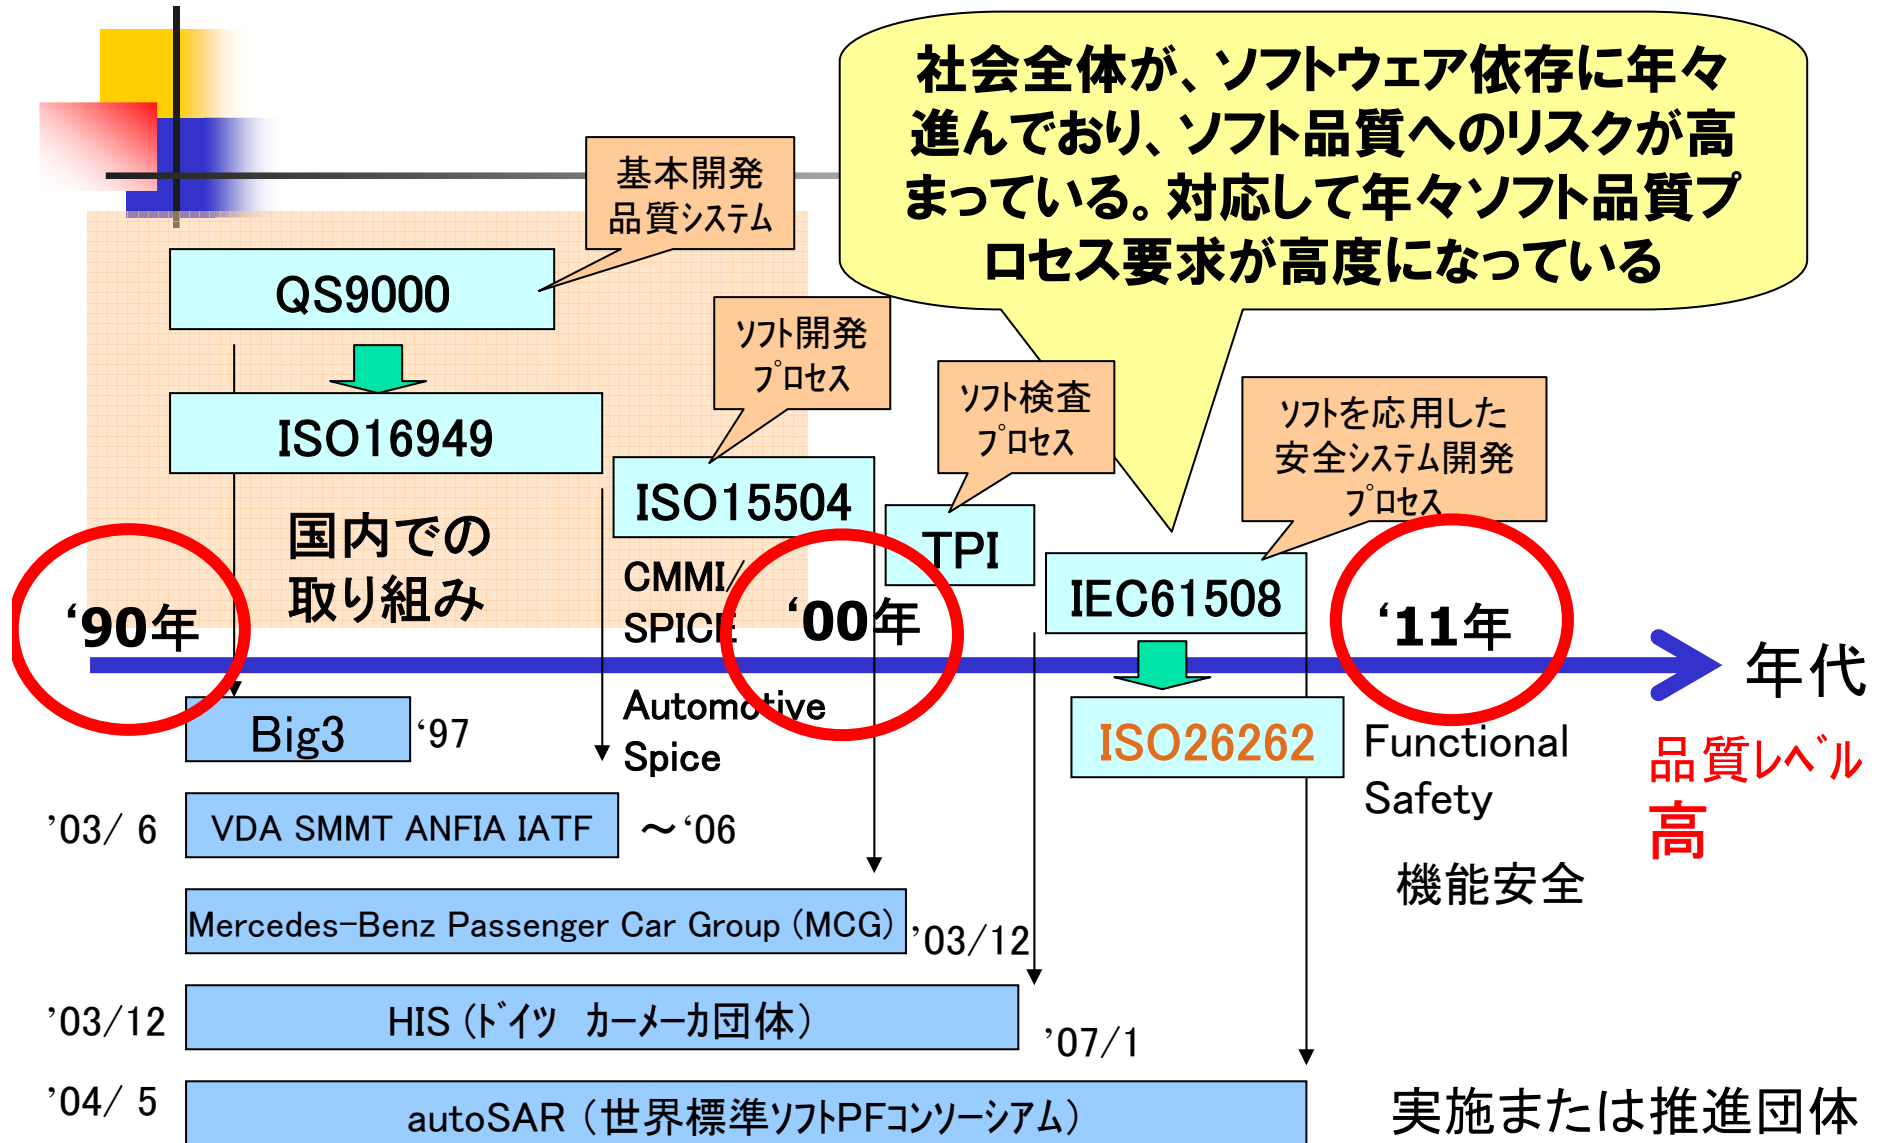 社会全体が、ソフトウェア依存に年々
進んでおり、ソフト品質へのリスクが高
まっている。対応して年々ソフト品質プ
ロセス要求が高度になっている
基本開発
品質ｼｽﾃﾑ
QS9000
ｿﾌﾄ開発
ﾌﾟﾛｾｽ
ｿﾌﾄ検査
ﾌﾟﾛｾｽ
ｿﾌﾄを応用した
安全ｼｽﾃﾑ開発
ﾌﾟﾛｾｽ
ISO16949
ISO15504
TPI
IEC61508
国内での
取り組み
CMMI/
SPICE
‘90年
‘00年
‘11年
年代
Automotive
Spice
Big3
‘97
ISO26262
Functional
Safety
機能安全
品質ﾚﾍﾞﾙ
高
’03/ 6
VDA SMMT ANFIA IATF
～‘06
Mercedes-Benz Passenger Car Group (MCG)
’03/12
’03/12
HIS (ﾄﾞｲﾂ　ｶｰﾒｰｶ団体)
’07/1
’04/ 5
autoSAR (世界標準ｿﾌﾄPFコンソーシアム)
実施または推進団体